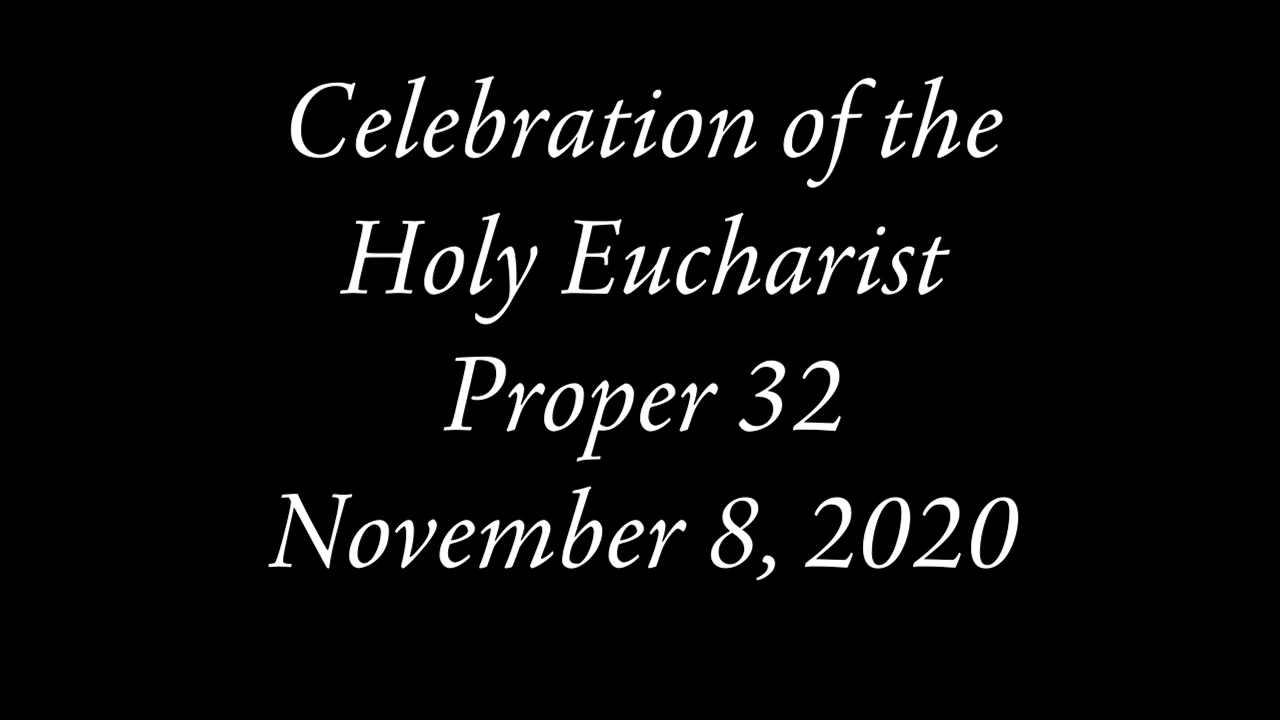 Celebration of the
Holy Eucharist
Proper 32
November 8, 2020